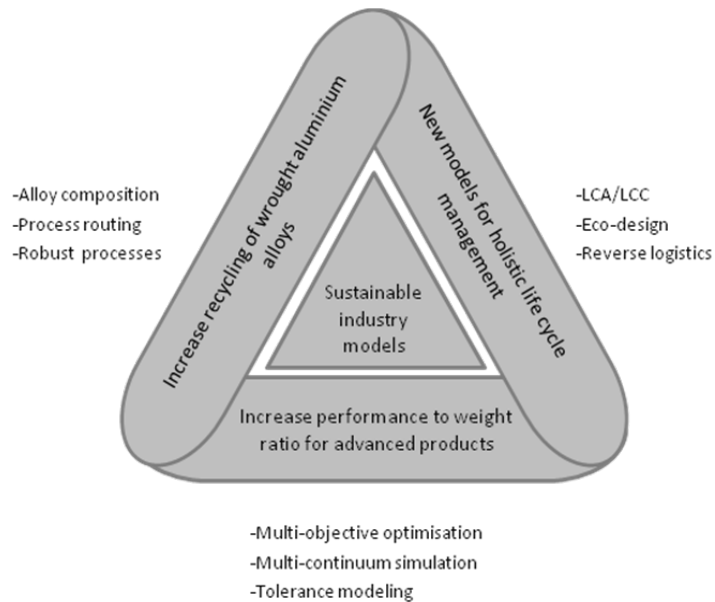 Increase recycling of wrought aluminium
alloys
New models for holistic life cycle
management
-Alloy composition
-Process routing
-Robust processes
-LCA/LCC
-Eco-design
-Reverse logistics
Sustainable
industry
models
Increase performance to weight
ratio for advanced products
-Multi-objective optimisation
-Multi-continuum simulation
-Tolerance modeling